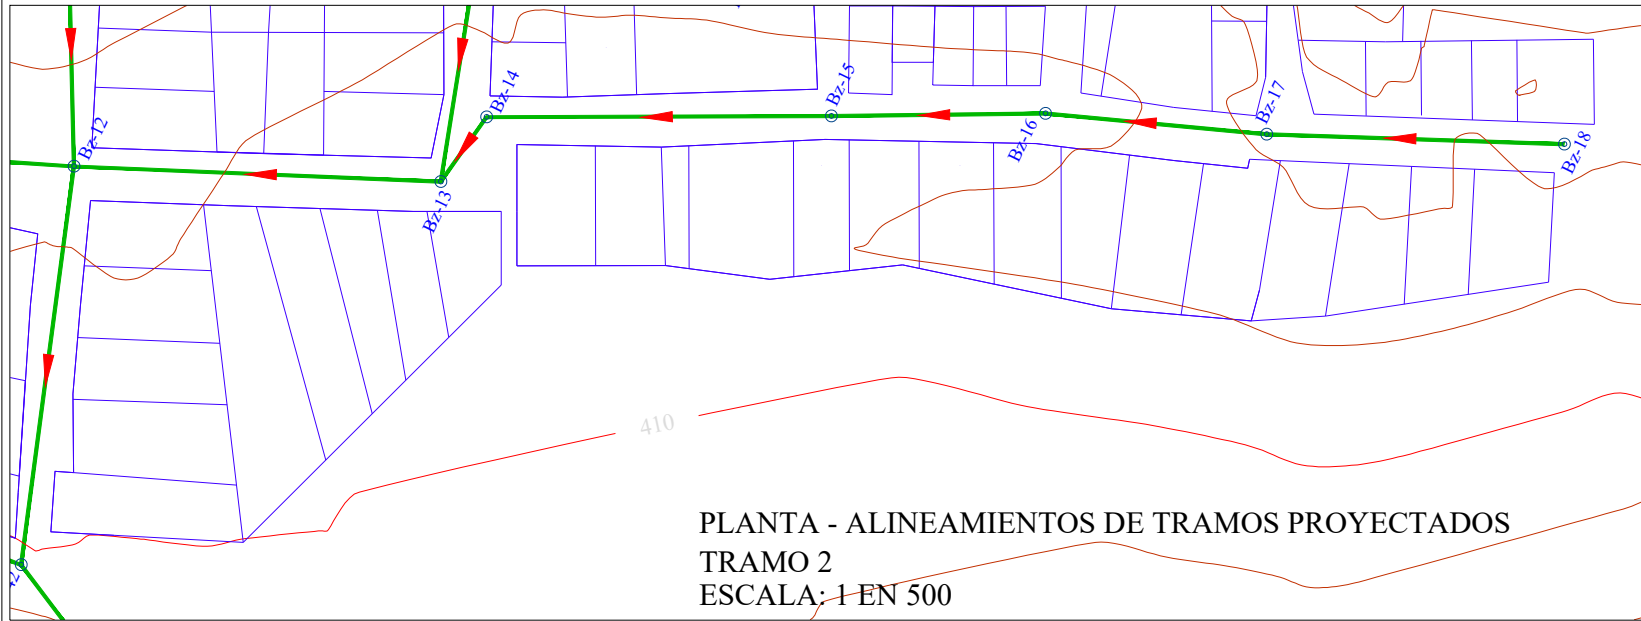 Bz-12
Bz-13
Bz-14
Bz-15
Bz-16
Bz-17
Bz-18
410
PLANTA - ALINEAMIENTOS DE TRAMOS PROYECTADOS
TRAMO 2
ESCALA: 1 EN 500